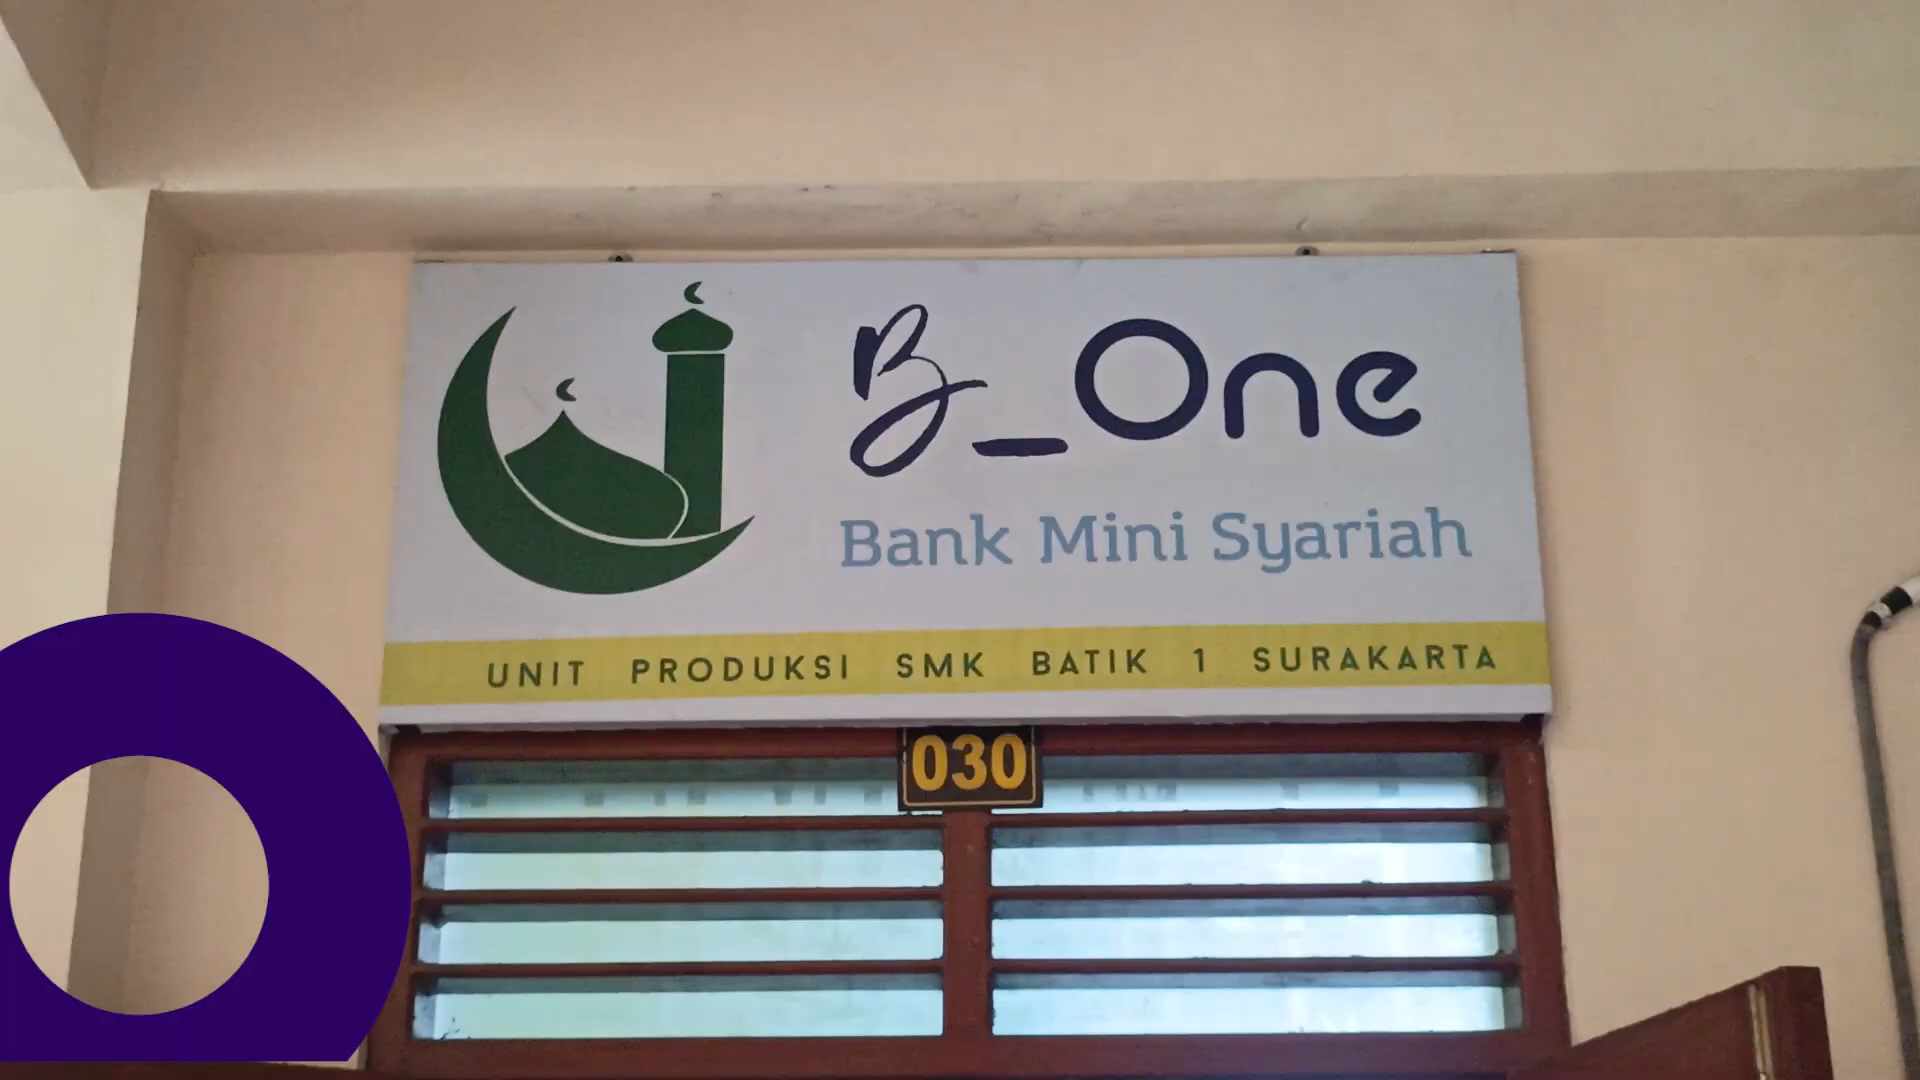 B_One
Bank Mini Syariah
UNIT PRODUKSI SMK BATIK 1 SURAKARTA
030